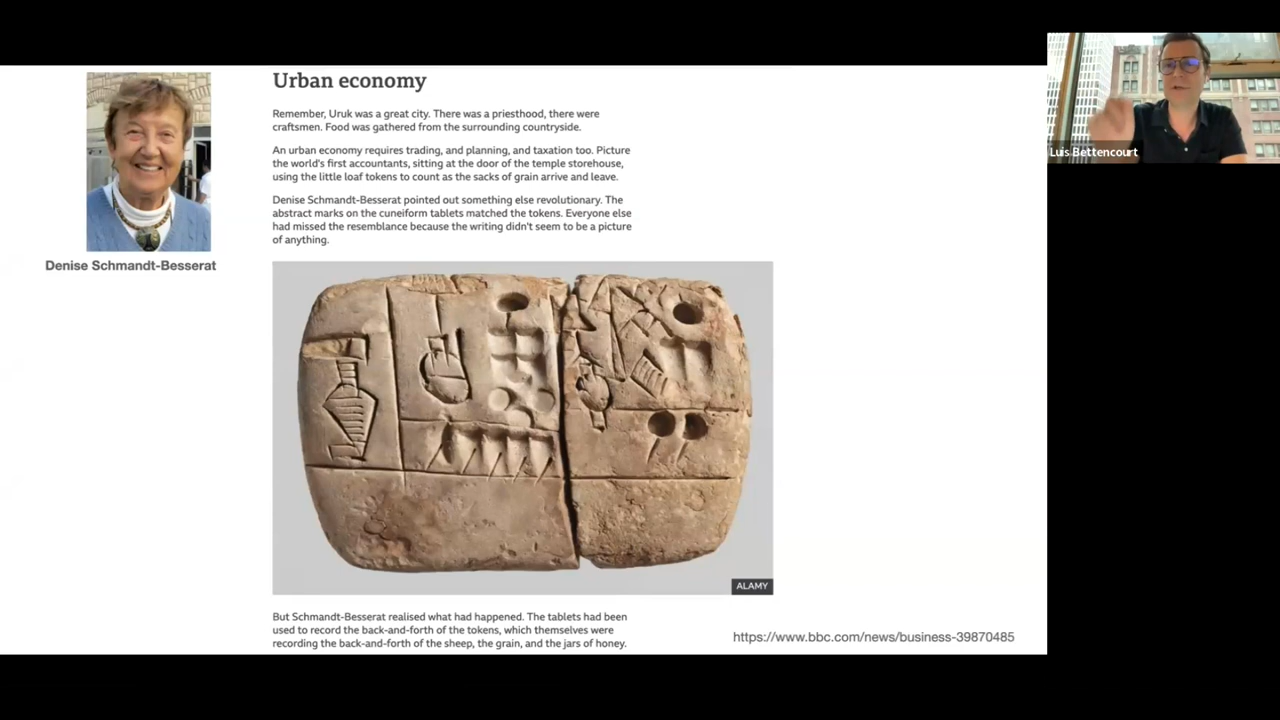 Urban economy
Remember, Uruk was a great city. There was a priesthood, there were
craftsmen. Food was gathered from the surrounding countryside.
An urban economy requires trading, and planning, and taxation too. Picture
the world's first accountants, sitting at the door of the temple storehouse,
using the little loaf tokens to count as the sacks of grain arrive and leave.
Denise Schmandt-Besserat pointed out something else revolutionary. The
abstract marks on the cuneiform tablets matched the tokens. Everyone else
had missed the resemblance because the writing didn't seem to be a picture
of anything.
Denise Schmandt-Besserat
ALAMY
But Schmandt-Besserat realised what had happened. The tablets had been
used to record the back-and-forth of the tokens, which themselves were
recording the back-and-forth of the sheep, the grain, and the jars of honey.
https://www.bbc.com/news/business-39870485
Luis Bettencourt